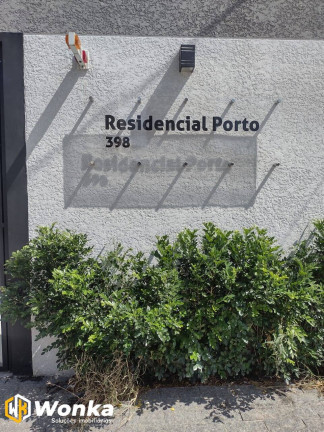 Residencial Porto
398
Wonka
Soluções Imobiliárias